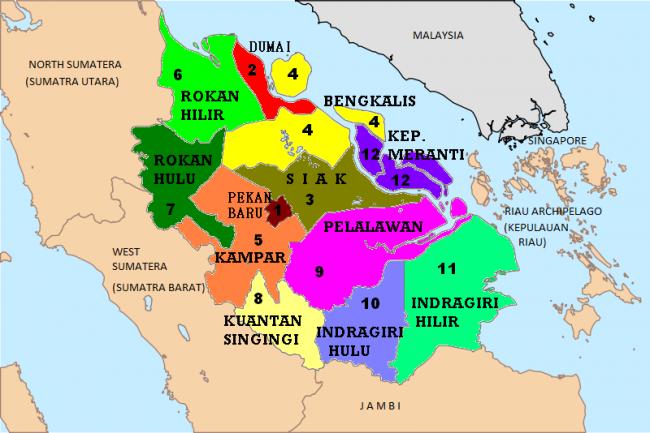 MALAYSIA
DUMAI
NORTH SUMATERA
(SUMATRA UTARA)
6
2
4
ROKAN
HILIR
BENGKALIS
4
4
KEP.
MERANTI
SINGAPORE
12
ROKAN
HULU
SIAK
12
PEKAN
BARU
1
3
7
RIAU ARCHIPELAGO
(KEPULAUAN
RIAU)
PELALAWAN
5
KAMPAR
WEST
SUMATERA
(SUMATRA BARAT)
9
11
8
10
INDRAGIRI
HILIR
KUANTAN
SINGINGI
INDRAGIRI
HULU
JAMBI